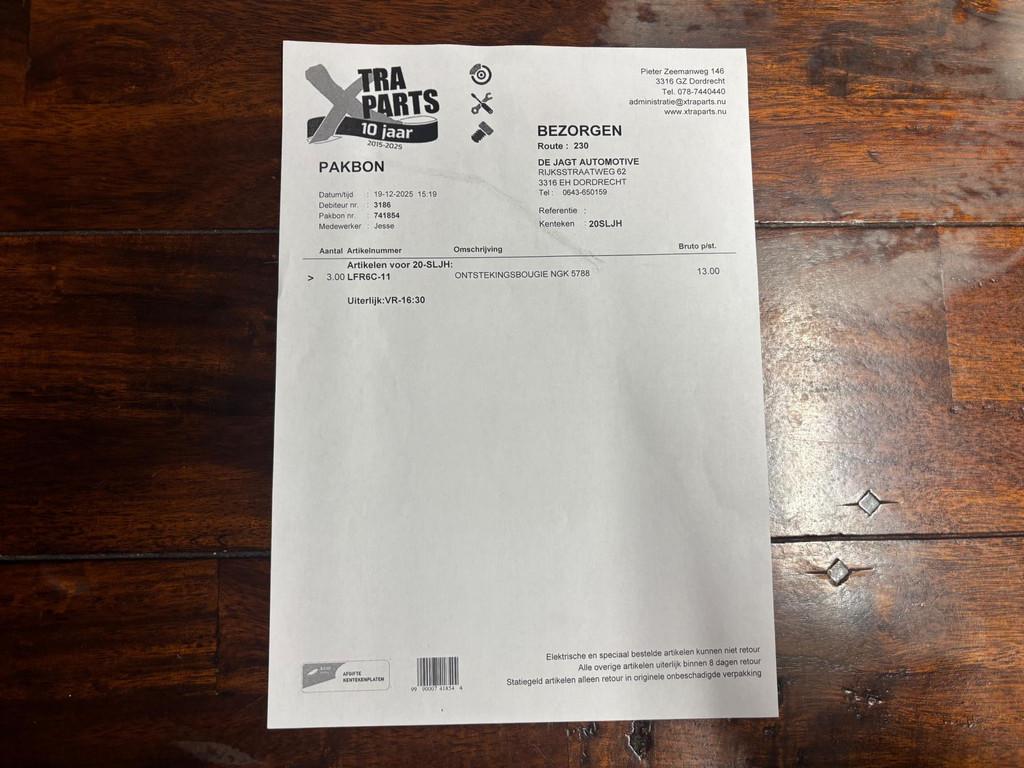 XTRA
PARTS
10 jaar
2015-2025
Pieter Zeemanweg 146
3316 GZ Dordrecht
Tel. 078-7440440
administratie@xtraparts.nu
www.xtraparts.nu
PAKBON
Datum/tijd : 19-12-2025 15:19
Debiteur nr. : 3186
Pakbon nr. : 741854
Medewerker : Jesse
BEZORGEN
Route : 230
DE JAGT AUTOMOTIVE
RIJKSSTRAATWEG 62
3316 EH DORDRECHT
Tel : 0643-650159
Referentie :
Kenteken : 20SLJH
Aantal Artikelnummer Omschrijving Bruto p/st.
Artikelen voor 20-SLJH:
> 3.00 LFR6C-11 ONTSTEKINGSBOUGIE NGK 5788 13.00
Uiterlijk:VR-16:30
AFGIFTE
KENTEKENPLATEN
99 90007 41854 4
Elektrische en speciaal bestelde artikelen kunnen niet retour
Alle overige artikelen uiterlijk binnen 8 dagen retour
Statiegeld artikelen alleen retour in originele onbeschadigde verpakking